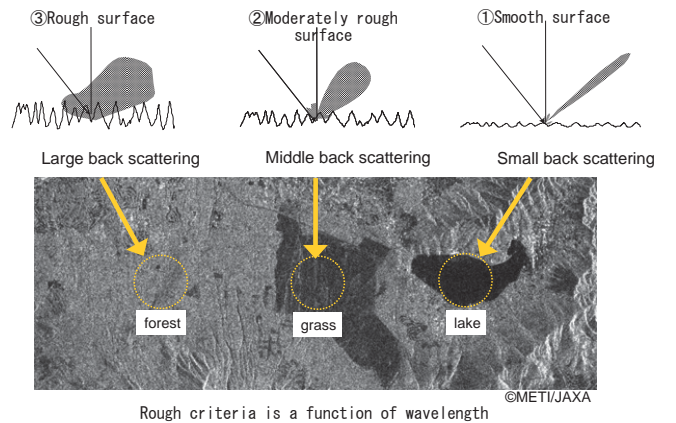 ③Rough surface
②Moderately rough
surface
①Smooth surface
Large back scattering
Middle back scattering
Small back scattering
forest
grass
lake
©METI/JAXA
Rough criteria is a function of wavelength